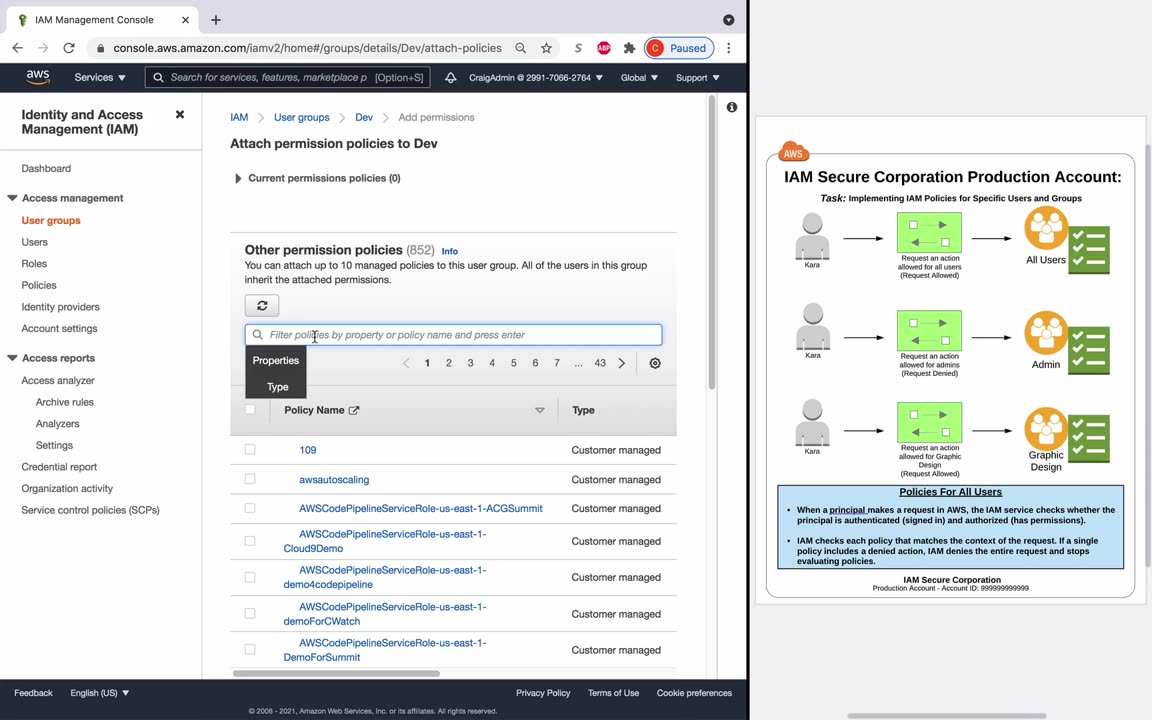 IAM Management Console
console.aws.amazon.com/iamv2/home#/groups/details/Dev/attach-policies
S
ABP
C
Paused
aws
Services
Search for services, features, marketplace p [Option+S]
CraigAdmin @ 2991-7066-2764
Global
Support
Identity and Access
Management (IAM)
Dashboard
Access management
User groups
Users
Roles
Policies
Identity providers
Account settings
Access reports
Access analyzer
Archive rules
Analyzers
Settings
Credential report
Organization activity
Service control policies (SCPs)
IAM > User groups > Dev > Add permissions
Attach permission policies to Dev
Current permissions policies (0)
Other permission policies (852) Info
You can attach up to 10 managed policies to this user group. All of the users in this group
inherit the attached permissions.
Filter policies by property or policy name and press enter
Properties
Type
1 2 3 4 5 6 7 ... 43
Policy Name Type
109 Customer managed
awsautoscaling Customer managed
AWSCodePipelineServiceRole-us-east-1-ACGSummit Customer managed
AWSCodePipelineServiceRole-us-east-1-
Cloud9Demo Customer managed
AWSCodePipelineServiceRole-us-east-1-
demo4codepipeline Customer managed
AWSCodePipelineServiceRole-us-east-1-
demoForCWatch Customer managed
AWSCodePipelineServiceRole-us-east-1-
DemoForSummit Customer managed
Feedback English (US) Privacy Policy Terms of Use Cookie preferences
© 2008 - 2021, Amazon Web Services, Inc. or its affiliates. All rights reserved.
AWS
IAM Secure Corporation Production Account:
Task: Implementing IAM Policies for Specific Users and Groups
Kara
Request an action
allowed for all users
(Request Allowed)
All Users
Kara
Request an action
allowed for admins
(Request Denied)
Admin
Kara
Request an action
allowed for Graphic
Design
(Request Allowed)
Graphic
Design
Policies For All Users
• When a principal makes a request in AWS, the IAM service checks whether the
principal is authenticated (signed in) and authorized (has permissions).
• IAM checks each policy that matches the context of the request. If a single
policy includes a denied action, IAM denies the entire request and stops
evaluating policies.
IAM Secure Corporation
Production Account - Account ID: 999999999999